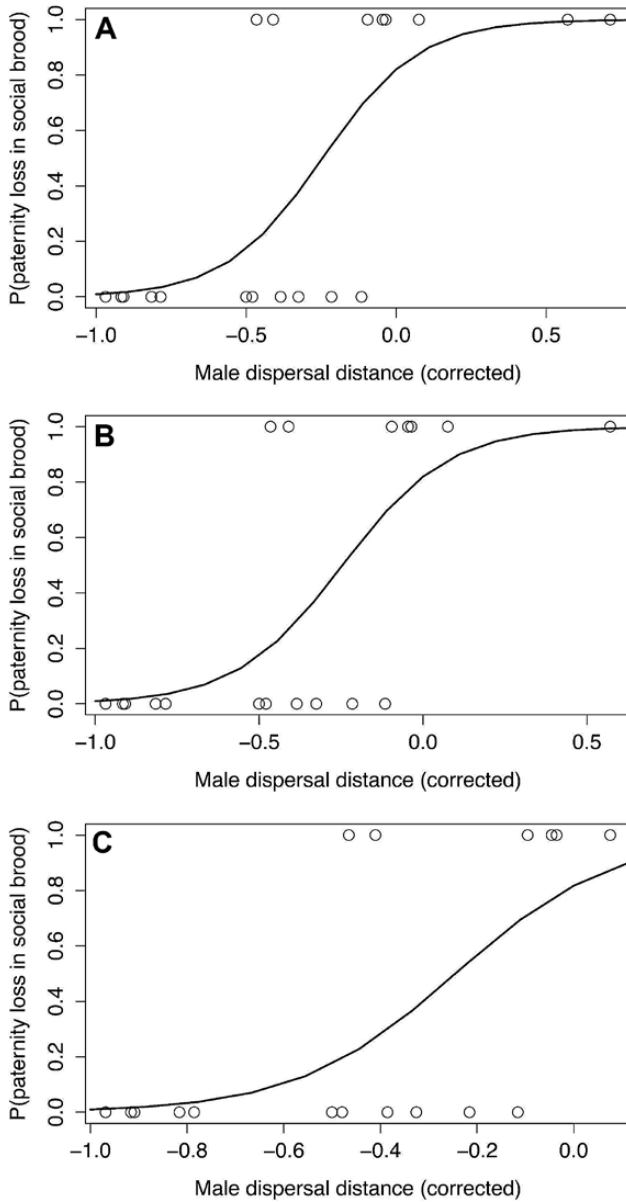 A
P(paternity loss in social brood)
1.0
0.8
0.6
0.4
0.2
0.0
−1.0 −0.5 0.0 0.5
Male dispersal distance (corrected)
B
P(paternity loss in social brood)
1.0
0.8
0.6
0.4
0.2
0.0
−1.0 −0.5 0.0 0.5
Male dispersal distance (corrected)
C
P(paternity loss in social brood)
1.0
0.8
0.6
0.4
0.2
0.0
−1.0 −0.8 −0.6 −0.4 −0.2 0.0
Male dispersal distance (corrected)